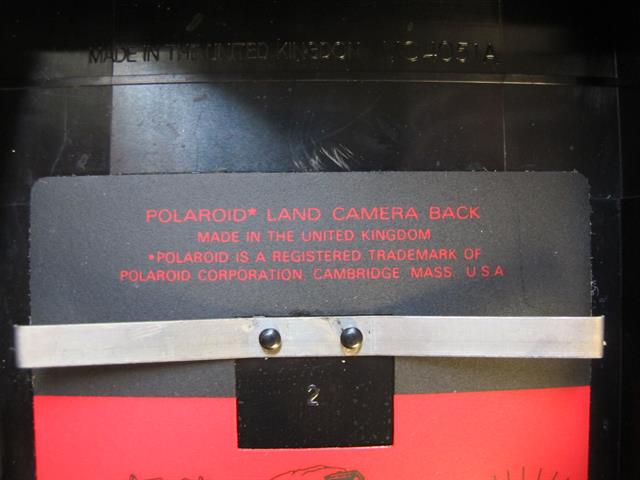 MADE IN THE UNITED KINGDOM VC4051A
POLAROID* LAND CAMERA BACK
MADE IN THE UNITED KINGDOM
*POLAROID IS A REGISTERED TRADEMARK OF
POLAROID CORPORATION, CAMBRIDGE MASS. U.S.A
2